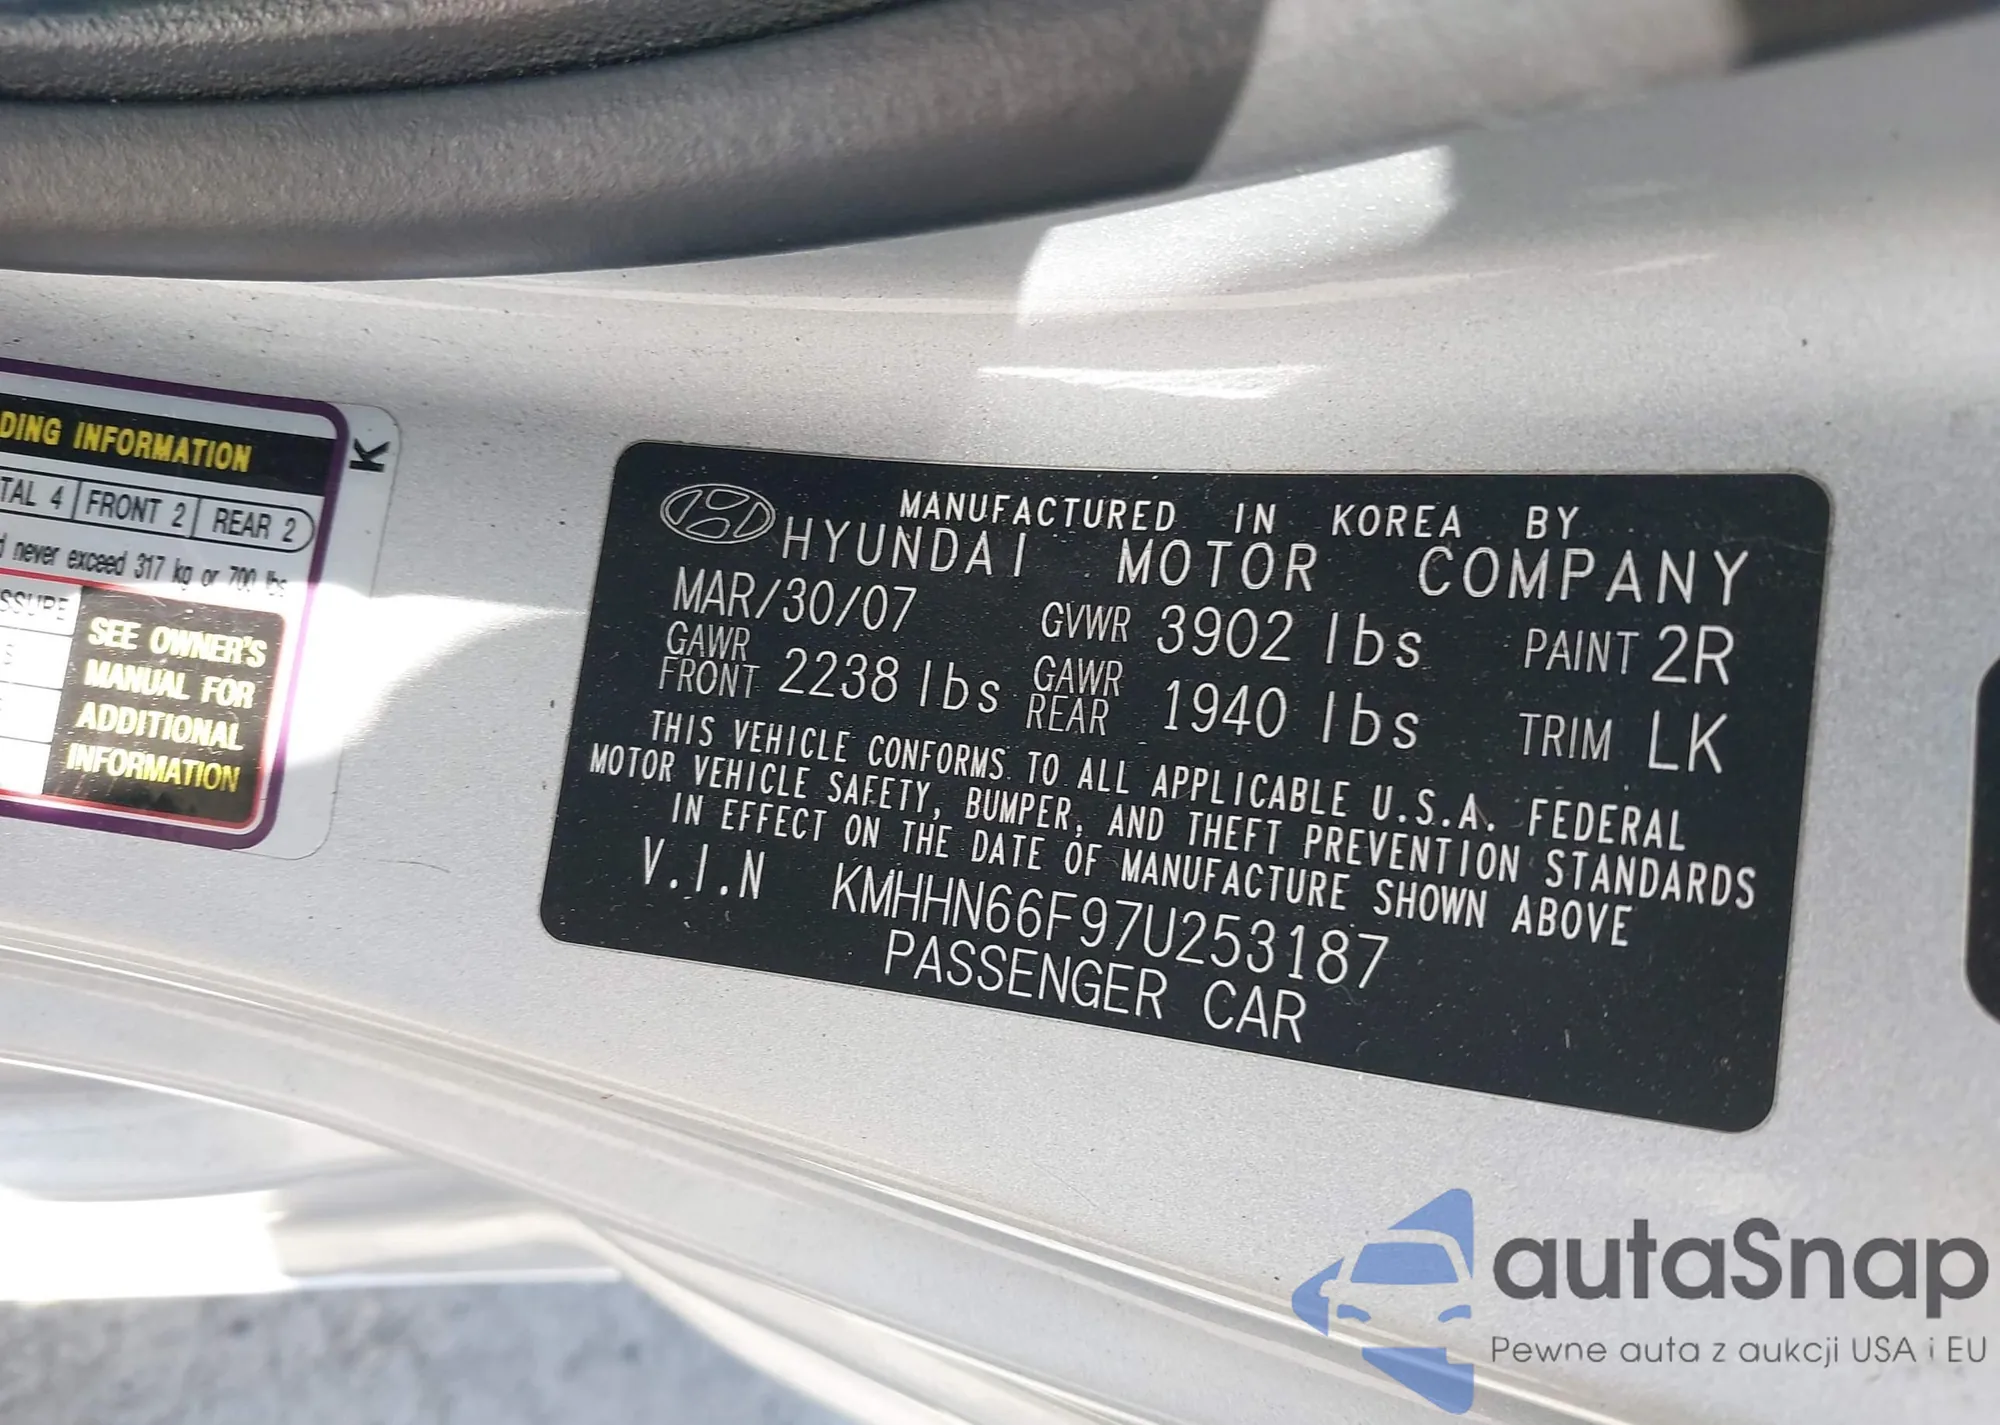 DING INFORMATION
K
TAL 4 FRONT 2 REAR 2
never exceed 317 kg or 700 lbs
SSURE
SEE OWNER'S
MANUAL FOR
ADDITIONAL
INFORMATION
MANUFACTURED IN KOREA BY
HYUNDAI MOTOR COMPANY
MAR/30/07 GVWR 3902 lbs PAINT 2R
GAWR FRONT 2238 lbs GAWR REAR 1940 lbs TRIM LK
THIS VEHICLE CONFORMS TO ALL APPLICABLE U.S.A. FEDERAL
MOTOR VEHICLE SAFETY, BUMPER, AND THEFT PREVENTION STANDARDS
IN EFFECT ON THE DATE OF MANUFACTURE SHOWN ABOVE
V.I.N KMHHN66F97U253187
PASSENGER CAR
autaSnap
Pewne auta z aukcji USA i EU